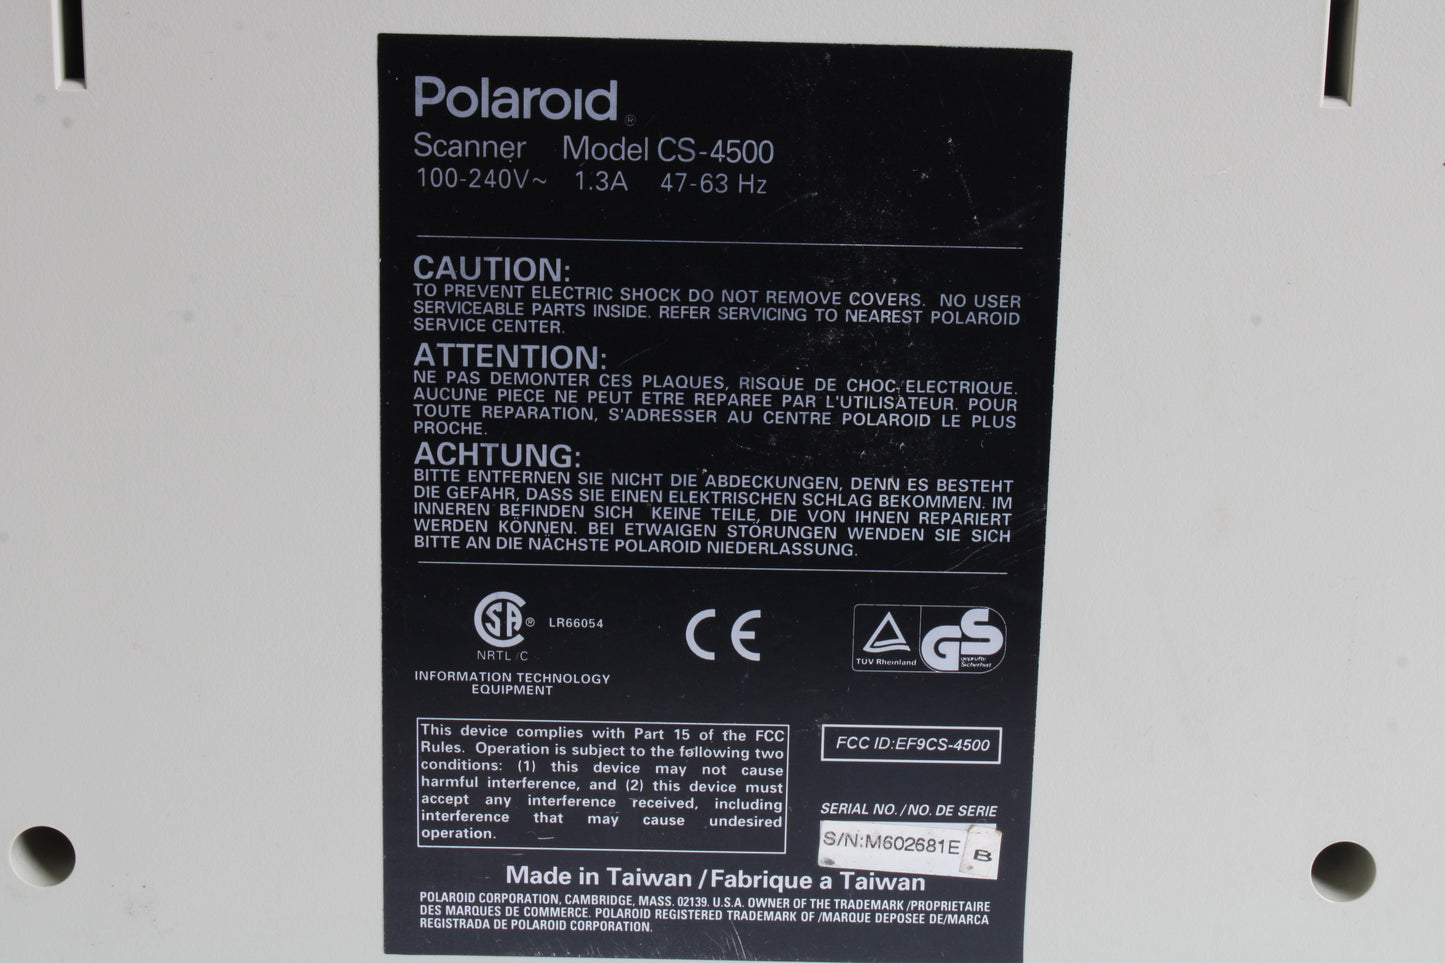 Polaroid®
Scanner Model CS-4500
100-240V~ 1.3A 47-63 Hz
CAUTION:
TO PREVENT ELECTRIC SHOCK DO NOT REMOVE COVERS. NO USER
SERVICEABLE PARTS INSIDE. REFER SERVICING TO NEAREST POLAROID
SERVICE CENTER.
ATTENTION:
NE PAS DEMONTER CES PLAQUES, RISQUE DE CHOC ELECTRIQUE.
AUCUNE PIECE NE PEUT ETRE REPAREE PAR L'UTILISATEUR. POUR
TOUTE REPARATION, S'ADRESSER AU CENTRE POLAROID LE PLUS
PROCHE.
ACHTUNG:
BITTE ENTFERNEN SIE NICHT DIE ABDECKUNGEN, DENN ES BESTEHT
DIE GEFAHR, DASS SIE EINEN ELEKTRISCHEN SCHLAG BEKOMMEN. IM
INNEREN BEFINDEN SICH KEINE TEILE, DIE VON IHNEN REPARIERT
WERDEN KÖNNEN. BEI ETWAIGEN STÖRUNGEN WENDEN SIE SICH
BITTE AN DIE NÄCHSTE POLAROID NIEDERLASSUNG.
SA® LR66054
NRTL/C
INFORMATION TECHNOLOGY
EQUIPMENT
CE
TÜV Rheinland
GS
geprüfte
Sicherheit
This device complies with Part 15 of the FCC
Rules. Operation is subject to the following two
conditions: (1) this device may not cause
harmful interference, and (2) this device must
accept any interference received, including
interference that may cause undesired
operation.
FCC ID:EF9CS-4500
SERIAL NO./NO. DE SERIE
S/N:M602681E B
Made in Taiwan /Fabrique a Taiwan
POLAROID CORPORATION, CAMBRIDGE, MASS. 02139. U.S.A. OWNER OF THE TRADEMARK /PROPRIETAIRE
DES MARQUES DE COMMERCE. POLAROID REGISTERED TRADEMARK OF /MARQUE DEPOSEE DE/MARCA
REGISTRADA DE POLAROID CORPORATION.